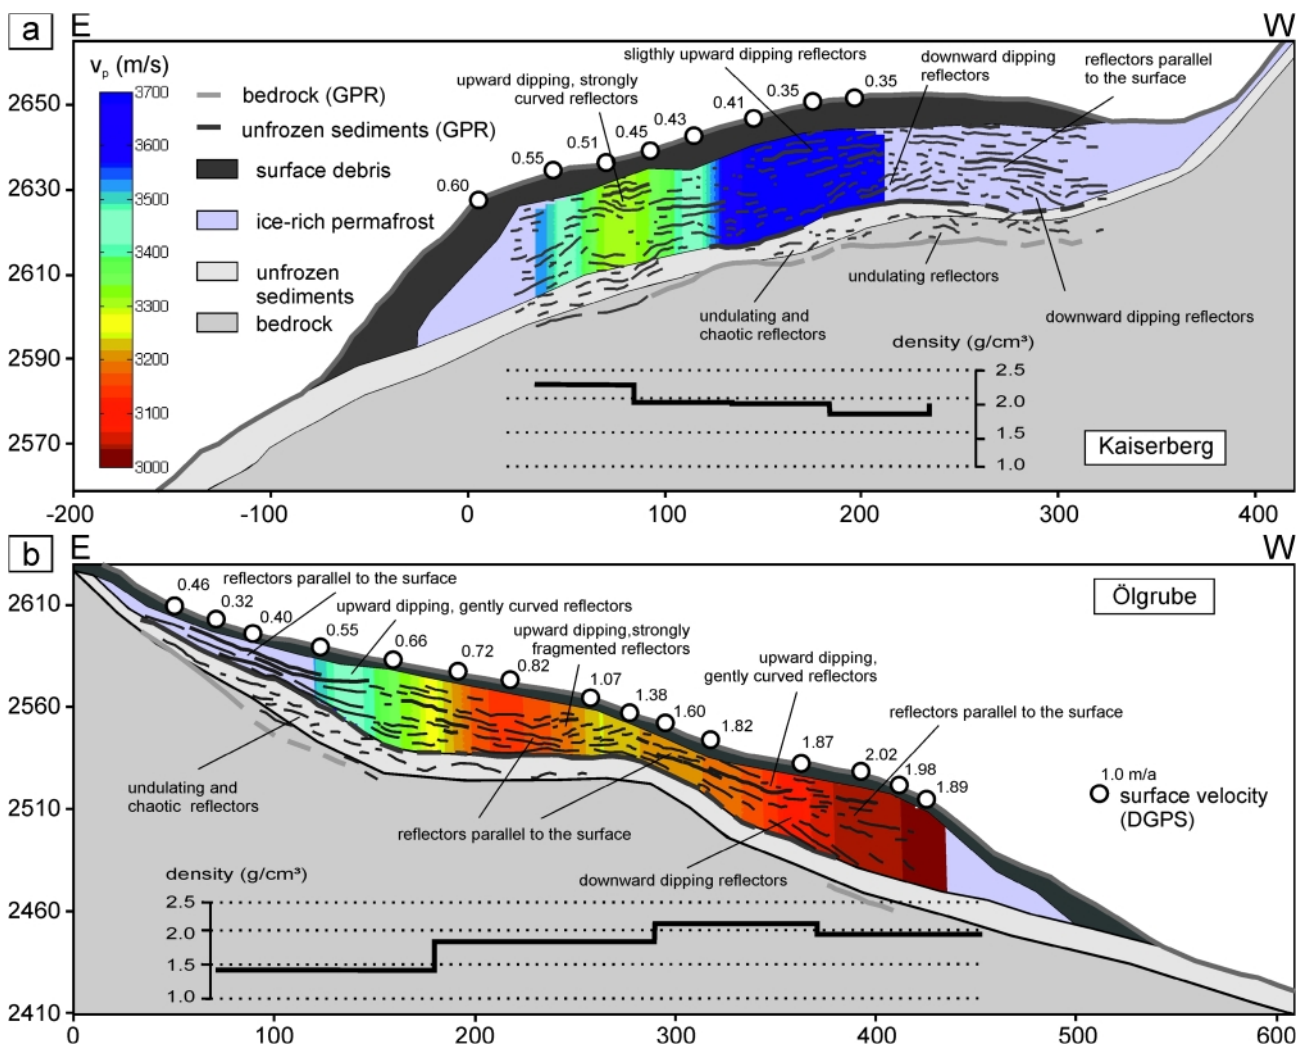 a
E
W
v_p (m/s)
3700
3600
3500
3400
3300
3200
3100
3000
bedrock (GPR)
unfrozen sediments (GPR)
surface debris
ice-rich permafrost
unfrozen
sediments
bedrock
2650
2630
2610
2590
2570
upward dipping, strongly
curved reflectors
sligthly upward dipping reflectors
downward dipping
reflectors
reflectors parallel
to the surface
0.60
0.55
0.51
0.45
0.43
0.41
0.35
0.35
undulating reflectors
undulating and
chaotic reflectors
downward dipping reflectors
density (g/cm³)
2.5
2.0
1.5
1.0
Kaiserberg
-200
-100
0
100
200
300
400
b
E
W
Ölgrube
2610
2560
2510
2460
2410
0.46
0.32
0.40
0.55
0.66
0.72
0.82
1.07
1.38
1.60
1.82
1.87
2.02
1.98
1.89
reflectors parallel to the surface
upward dipping, gently curved reflectors
upward dipping,strongly
fragmented reflectors
upward dipping,
gently curved reflectors
reflectors parallel to the surface
1.0 m/a
surface velocity
(DGPS)
undulating and
chaotic reflectors
reflectors parallel to the surface
downward dipping reflectors
density (g/cm³)
2.5
2.0
1.5
1.0
0
100
200
300
400
500
600